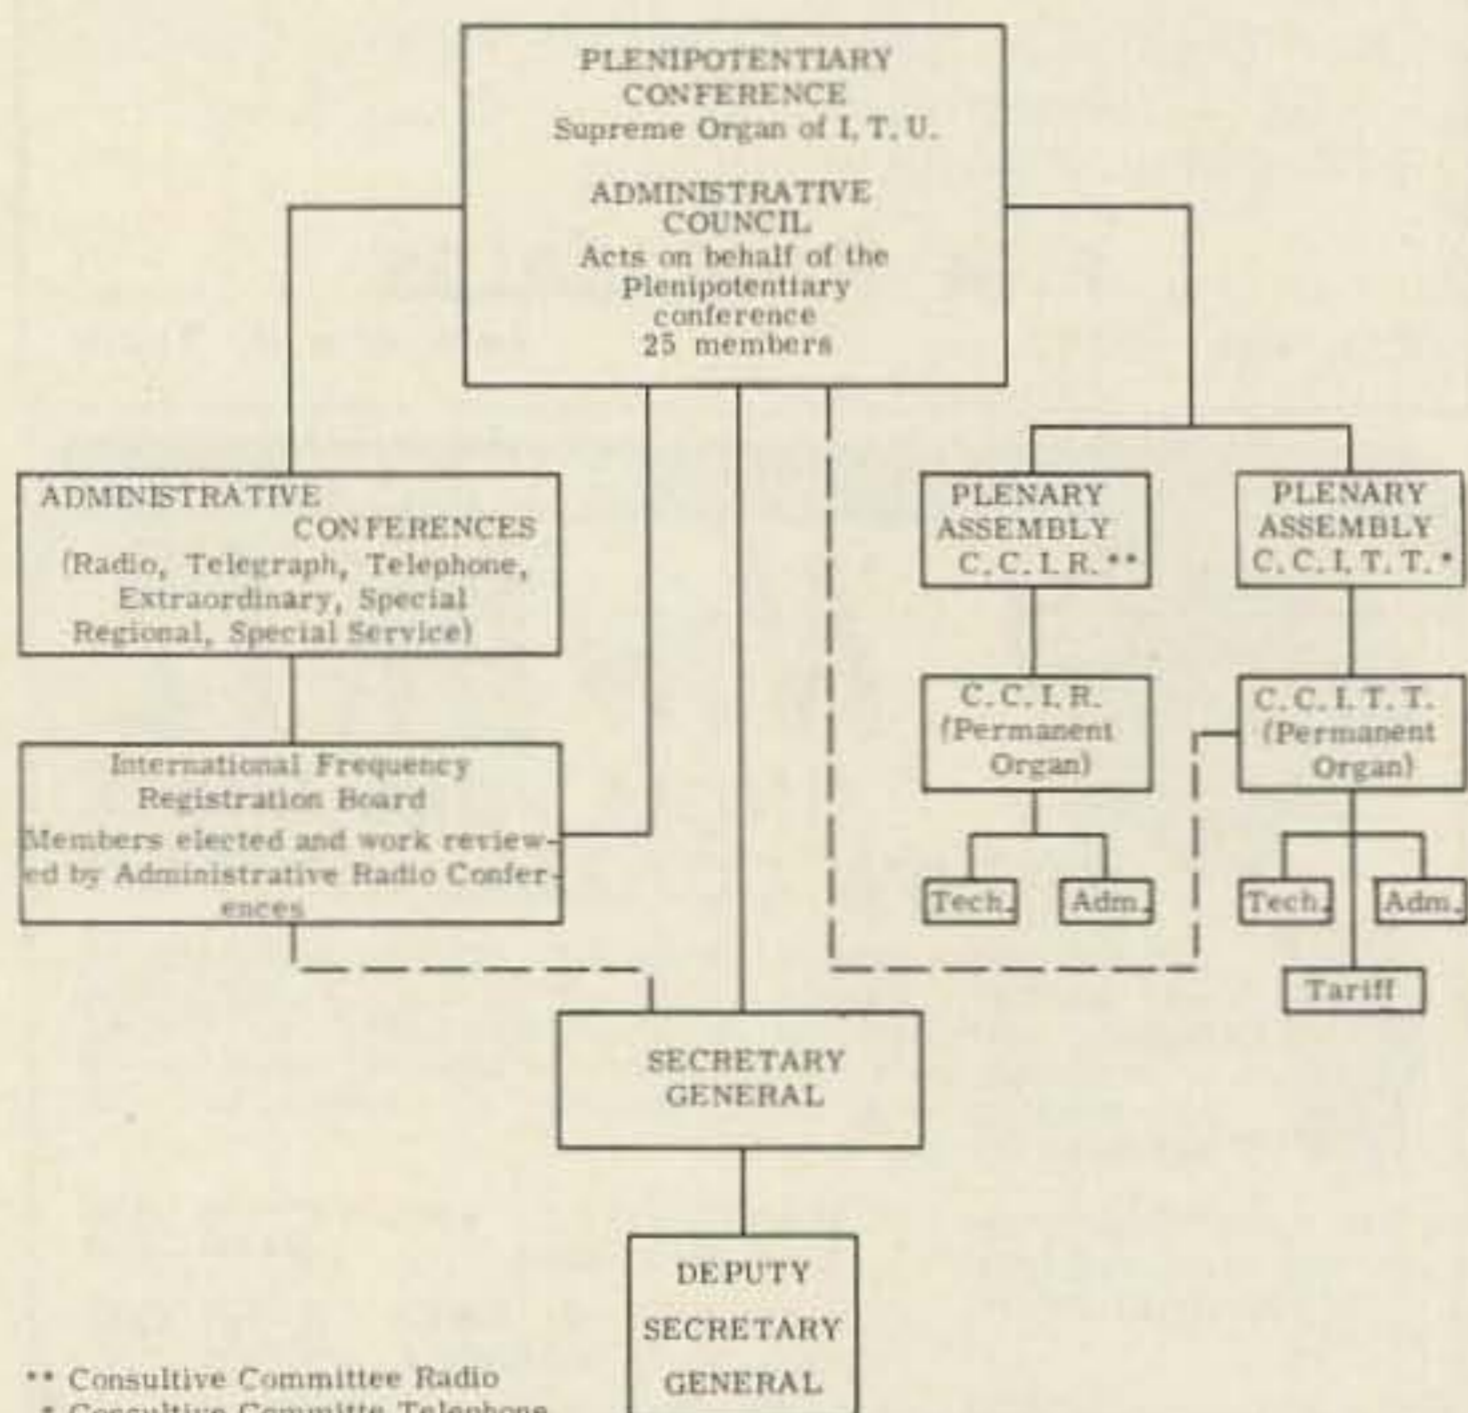 PLENIPOTENTIARY
CONFERENCE
Supreme Organ of I.T.U.
ADMINISTRATIVE
COUNCIL
Acts on behalf of the
Plenipotentiary
conference
25 members
ADMINISTRATIVE
CONFERENCES
(Radio, Telegraph, Telephone,
Extraordinary, Special
Regional, Special Service)
International Frequency
Registration Board
Members elected and work review-
ed by Administrative Radio Confer-
ences
PLENARY
ASSEMBLY
C.C.I.R.**
PLENARY
ASSEMBLY
C.C.I.T.T.*
C.C.I.R.
(Permanent
Organ)
C.C.I.T.T.
(Permanent
Organ)
Tech.
Adm.
Tech.
Adm.
Tariff
SECRETARY
GENERAL
DEPUTY
SECRETARY
GENERAL
** Consultive Committee Radio
* Consultive Committe Telephone